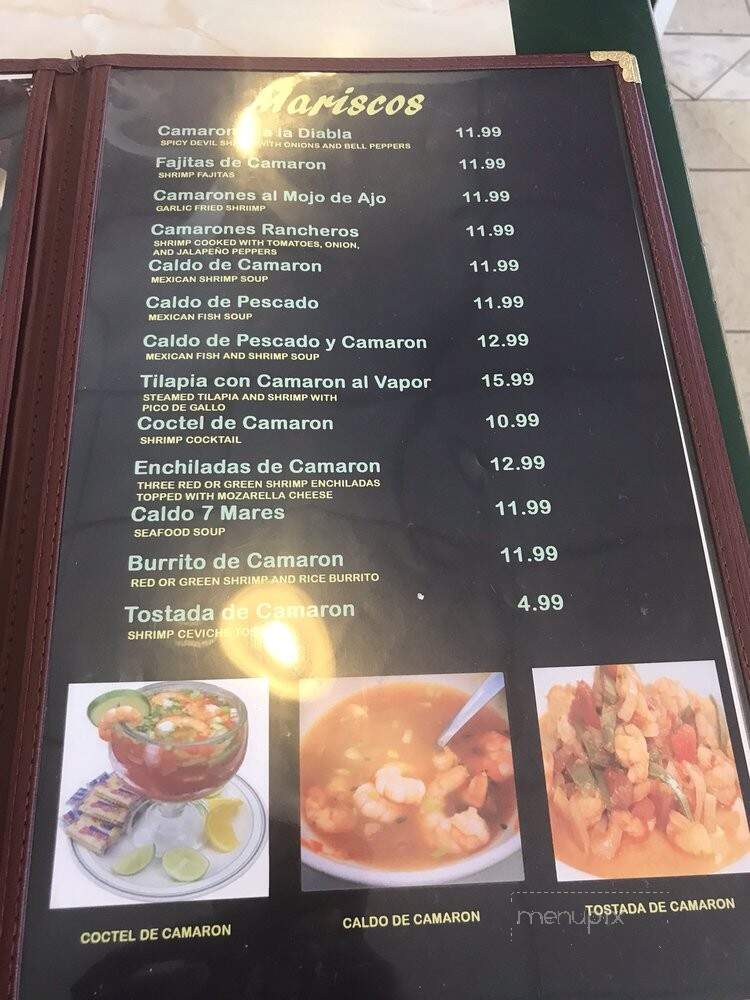 Mariscos
Camarones a la Diabla 11.99
SPICY DEVIL SHRIMP WITH ONIONS AND BELL PEPPERS
Fajitas de Camaron 11.99
SHRIMP FAJITAS
Camarones al Mojo de Ajo 11.99
GARLIC FRIED SHRIIMP
Camarones Rancheros 11.99
SHRIMP COOKED WITH TOMATOES, ONION,
AND JALAPEÑO PEPPERS
Caldo de Camaron 11.99
MEXICAN SHRIMP SOUP
Caldo de Pescado 11.99
MEXICAN FISH SOUP
Caldo de Pescado y Camaron 12.99
MEXICAN FISH AND SHRIMP SOUP
Tilapia con Camaron al Vapor 15.99
STEAMED TILAPIA AND SHRIMP WITH
PICO DE GALLO
Coctel de Camaron 10.99
SHRIMP COCKTAIL
Enchiladas de Camaron 12.99
THREE RED OR GREEN SHRIMP ENCHILADAS
TOPPED WITH MOZARELLA CHEESE
Caldo 7 Mares 11.99
SEAFOOD SOUP
Burrito de Camaron 11.99
RED OR GREEN SHRIMP AND RICE BURRITO
Tostada de Camaron 4.99
SHRIMP CEVICHE
COCTEL DE CAMARON
CALDO DE CAMARON
TOSTADA DE CAMARON
menupix